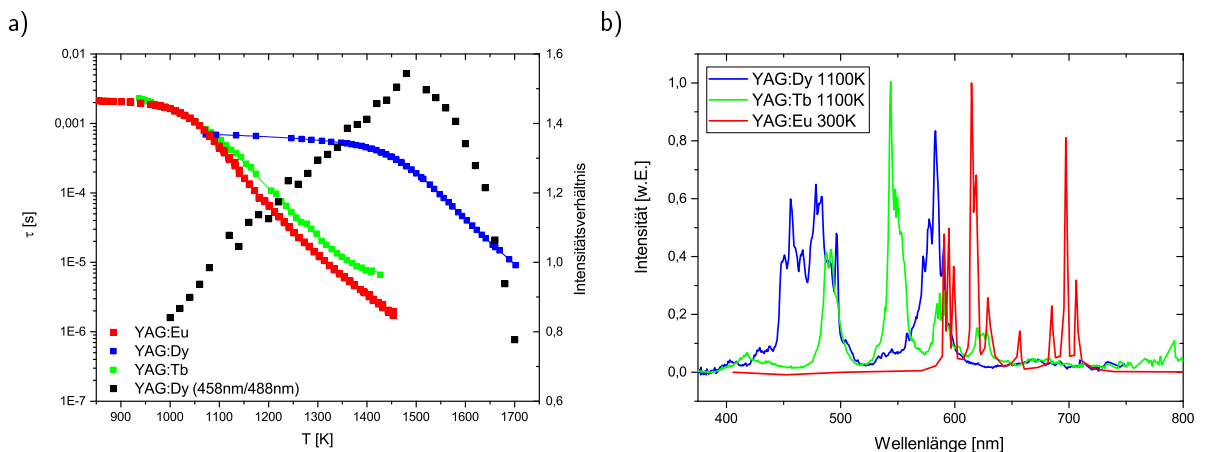 a)
0,01
0,001
1E-4
1E-5
1E-6
1E-7
τ [s]
900 1000 1100 1200 1300 1400 1500 1600 1700
T [K]
1,6
1,4
1,2
1,0
0,8
0,6
Intensitätsverhältnis
YAG:Eu
YAG:Dy
YAG:Tb
YAG:Dy (458nm/488nm)
b)
1,0
0,8
0,6
0,4
0,2
0,0
Intensität [w.E.]
400 500 600 700 800
Wellenlänge [nm]
YAG:Dy 1100K
YAG:Tb 1100K
YAG:Eu 300K